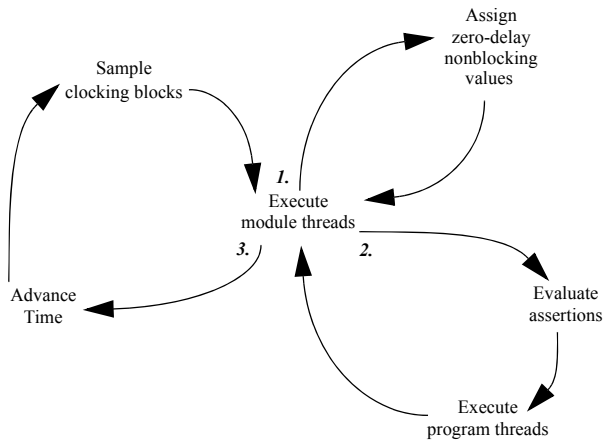 Assign
zero-delay
nonblocking
values
Sample
clocking blocks
1.
Execute
module threads
3.
2.
Advance
Time
Evaluate
assertions
Execute
program threads